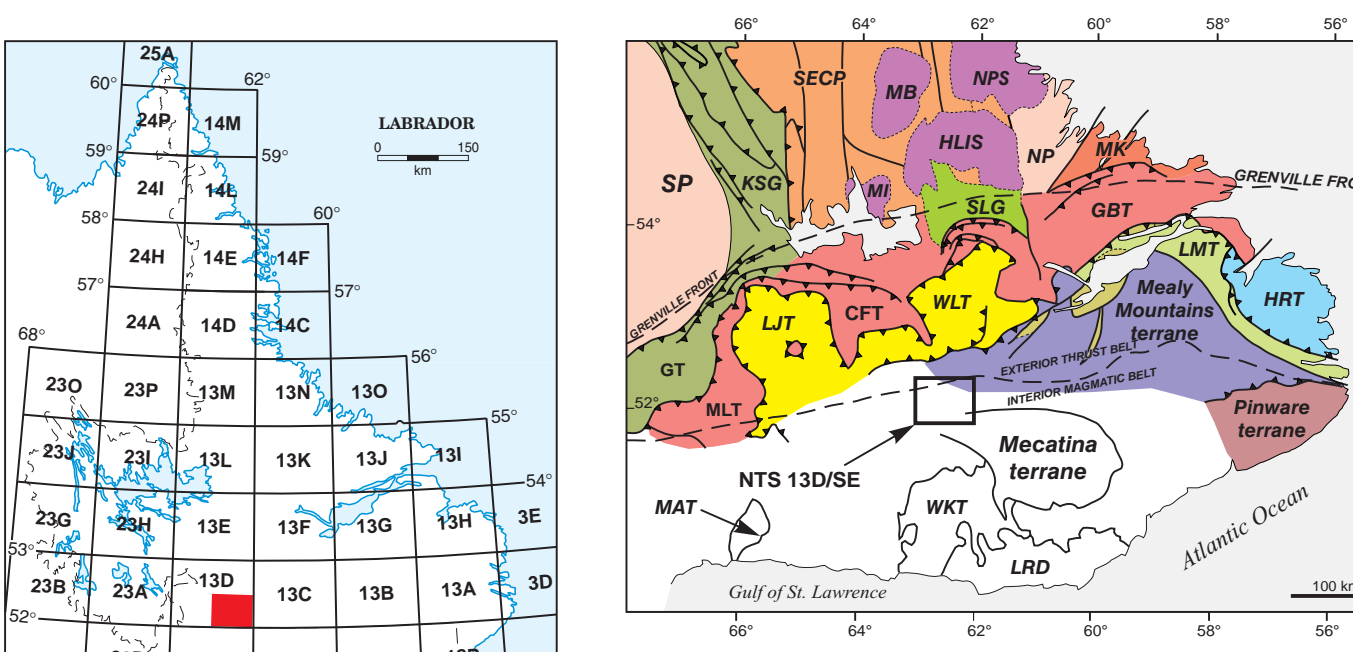 25A
60°
62°
24P
14M
LABRADOR
0
150
km
59°
59°
24I
14L
58°
60°
24H
14E
14F
57°
57°
24A
14D
14C
68°
56°
23O
23P
13M
13N
13O
55°
23J
23I
13L
13K
13J
13I
54°
23G
23H
13E
13F
13G
13H
3E
53°
23B
23A
13D
13C
13B
13A
3D
52°
66°
64°
62°
60°
58°
56°
SECP
MB
NPS
HLIS
NP
MK
SP
KSG
MI
SLG
GBT
GRENVILLE FRO
54°
LMT
GRENVILLE FRONT
LJT
CFT
WLT
Mealy
Mountains
terrane
HRT
GT
EXTERIOR THRUST BELT
INTERIOR MAGMATIC BELT
52°
MLT
Pinware
terrane
Mecatina
terrane
NTS 13D/SE
MAT
WKT
LRD
Atlantic Ocean
Gulf of St. Lawrence
100 km
66°
64°
62°
60°
58°
56°